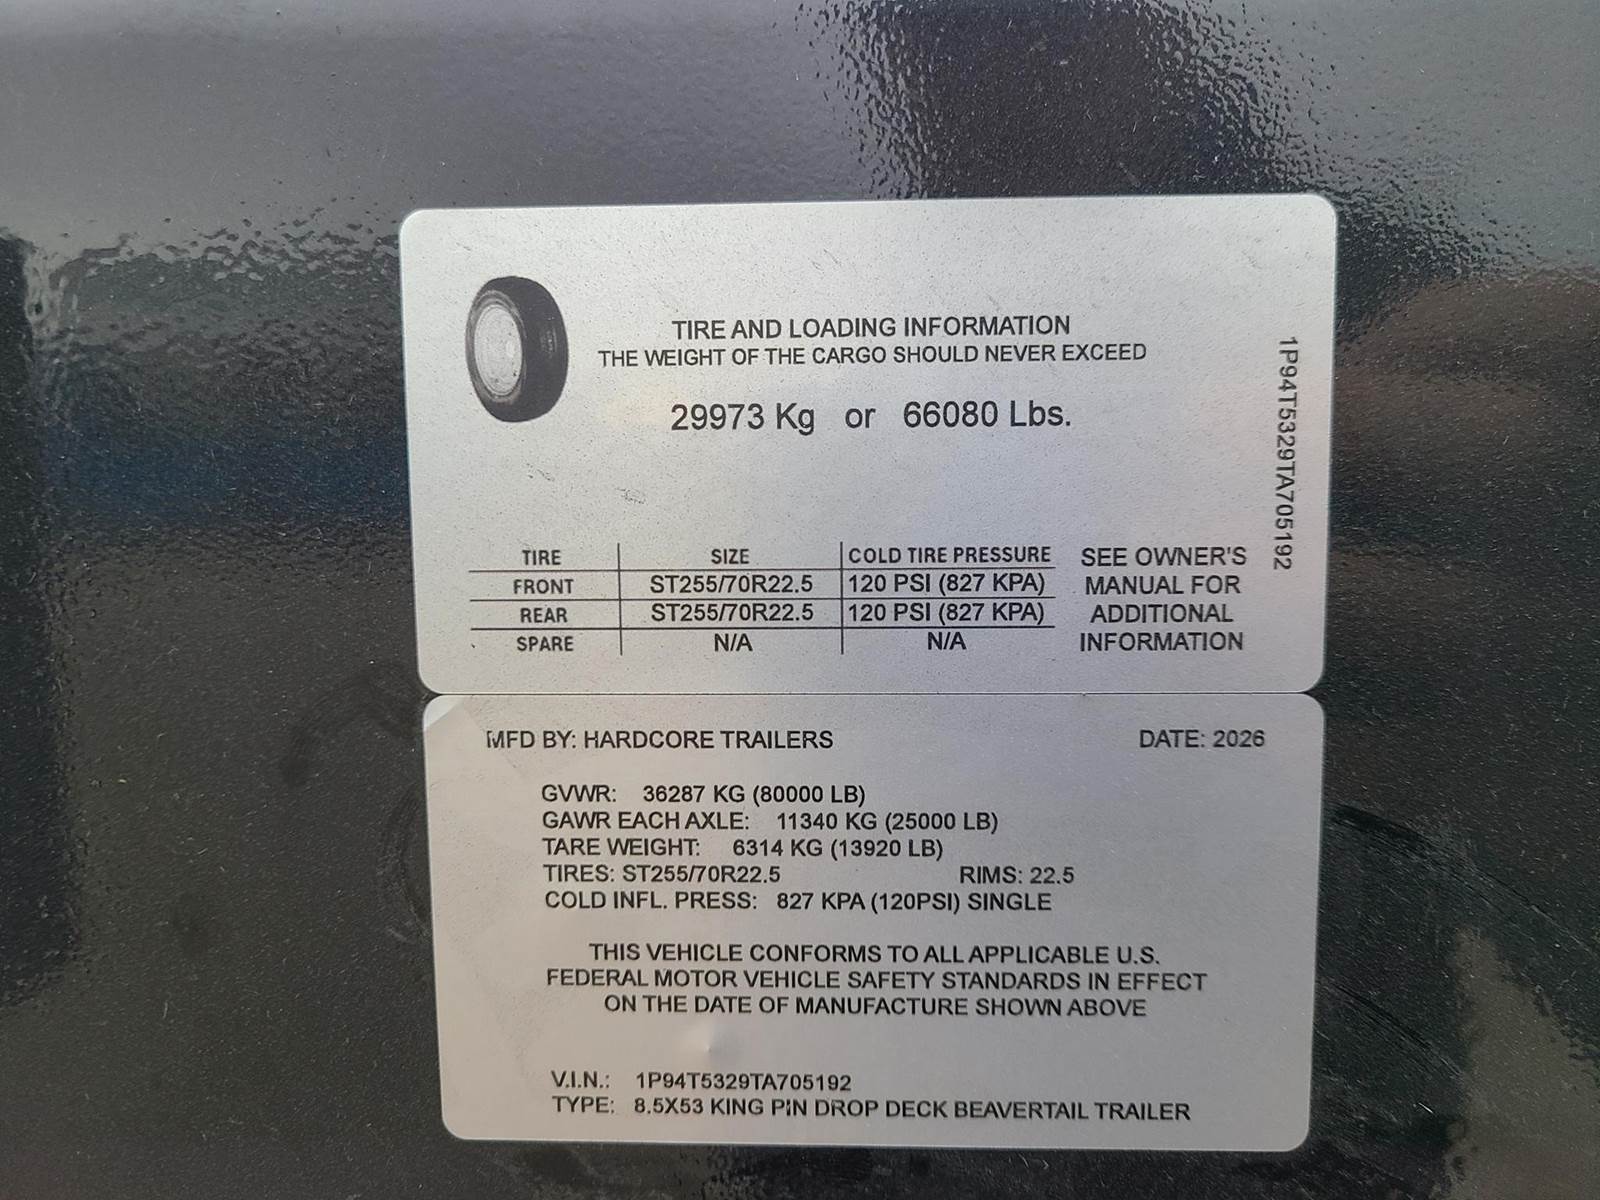 TIRE AND LOADING INFORMATION
THE WEIGHT OF THE CARGO SHOULD NEVER EXCEED
29973 Kg or 66080 Lbs.
TIRE SIZE COLD TIRE PRESSURE
FRONT ST255/70R22.5 120 PSI (827 KPA)
REAR ST255/70R22.5 120 PSI (827 KPA)
SPARE N/A N/A
SEE OWNER'S
MANUAL FOR
ADDITIONAL
INFORMATION
1P94T5329TA705192
MFD BY: HARDCORE TRAILERS DATE: 2026
GVWR: 36287 KG (80000 LB)
GAWR EACH AXLE: 11340 KG (25000 LB)
TARE WEIGHT: 6314 KG (13920 LB)
TIRES: ST255/70R22.5 RIMS: 22.5
COLD INFL. PRESS: 827 KPA (120PSI) SINGLE
THIS VEHICLE CONFORMS TO ALL APPLICABLE U.S.
FEDERAL MOTOR VEHICLE SAFETY STANDARDS IN EFFECT
ON THE DATE OF MANUFACTURE SHOWN ABOVE
V.I.N.: 1P94T5329TA705192
TYPE: 8.5X53 KING PIN DROP DECK BEAVERTAIL TRAILER